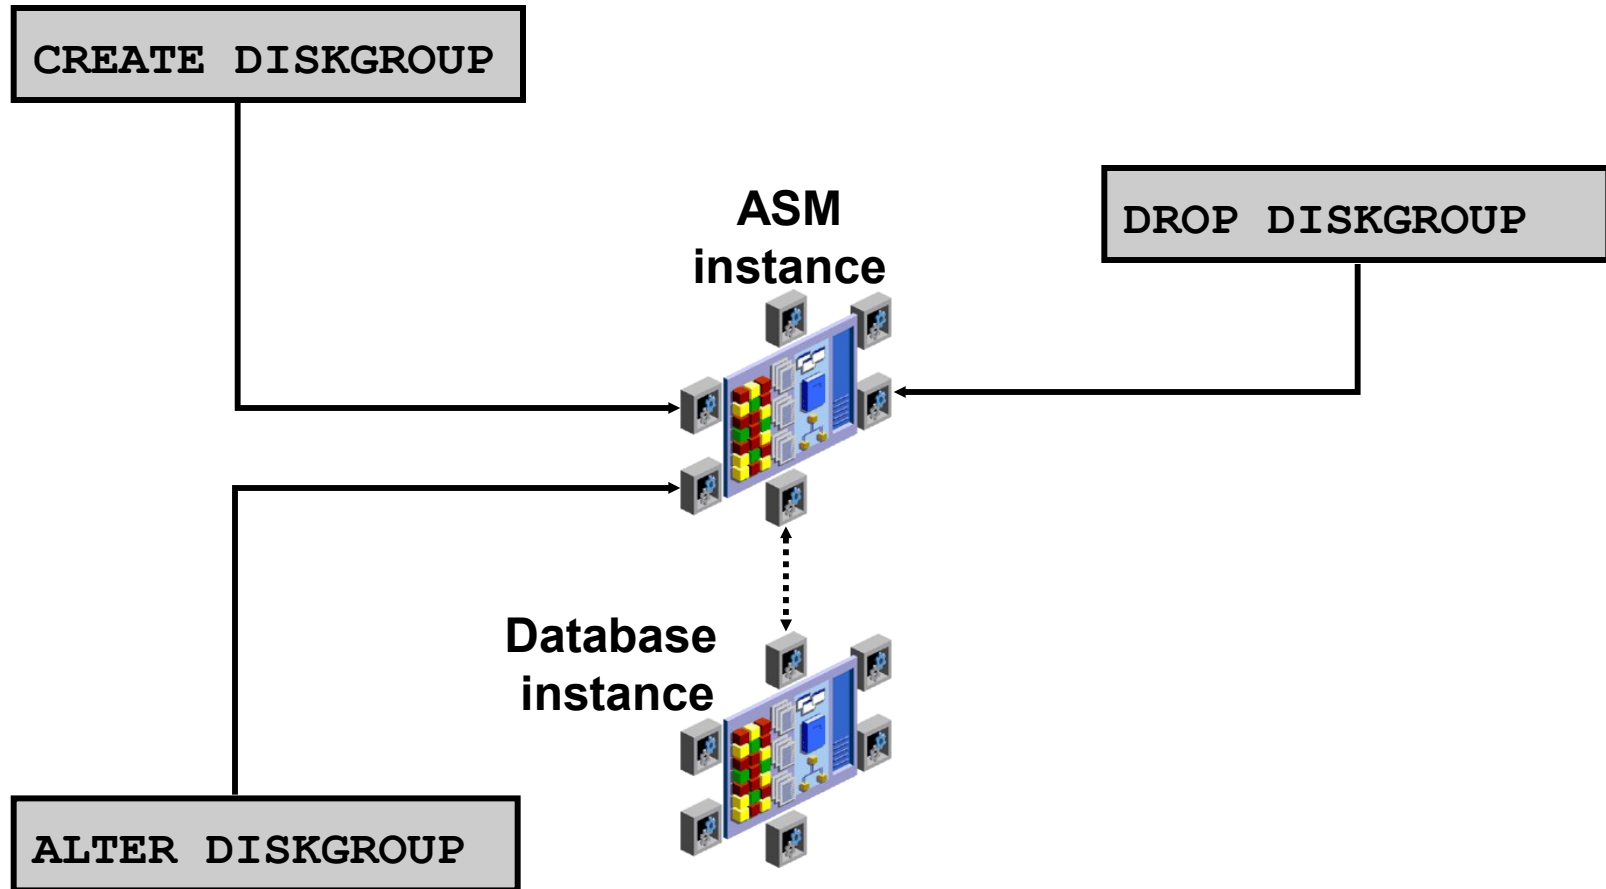 CREATE DISKGROUP
ASM
instance
DROP DISKGROUP
Database
instance
ALTER DISKGROUP